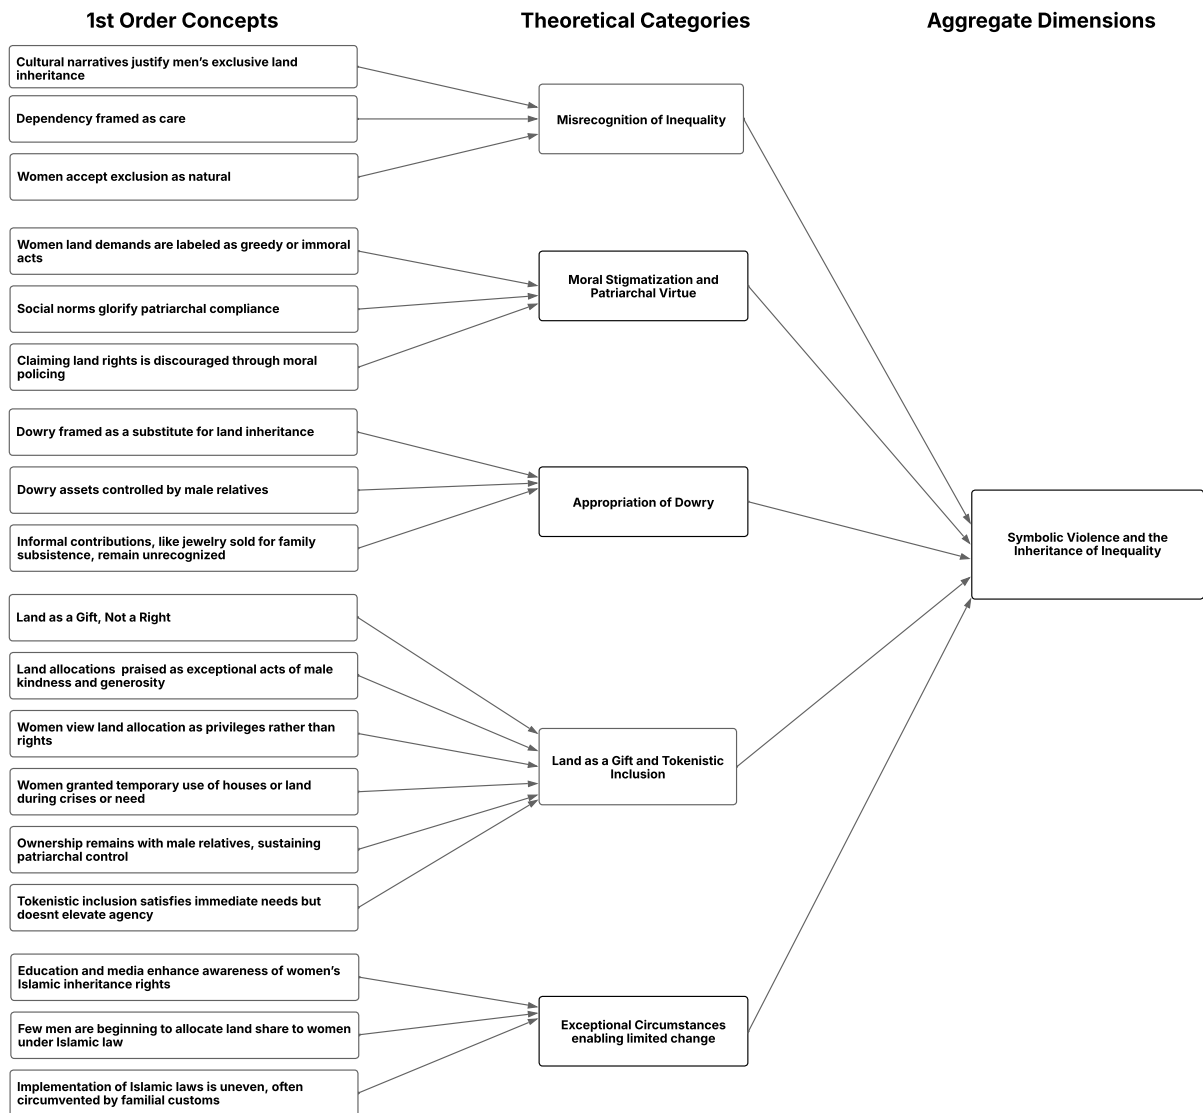 1st Order Concepts
Theoretical Categories
Aggregate Dimensions
Cultural narratives justify men’s exclusive land
inheritance
Dependency framed as care
Women accept exclusion as natural
Misrecognition of Inequality
Women land demands are labeled as greedy or immoral
acts
Social norms glorify patriarchal compliance
Claiming land rights is discouraged through moral
policing
Moral Stigmatization and
Patriarchal Virtue
Dowry framed as a substitute for land inheritance
Dowry assets controlled by male relatives
Informal contributions, like jewelry sold for family
subsistence, remain unrecognized
Appropriation of Dowry
Symbolic Violence and the
Inheritance of Inequality
Land as a Gift, Not a Right
Land allocations  praised as exceptional acts of male
kindness and generosity
Women view land allocation as privileges rather than
rights
Women granted temporary use of houses or land
during crises or need
Ownership remains with male relatives, sustaining
patriarchal control
Tokenistic inclusion satisfies immediate needs but
doesnt elevate agency
Land as a Gift and Tokenistic
Inclusion
Education and media enhance awareness of women’s
Islamic inheritance rights
Few men are beginning to allocate land share to women
under Islamic law
Implementation of Islamic laws is uneven, often
circumvented by familial customs
Exceptional Circumstances
enabling limited change